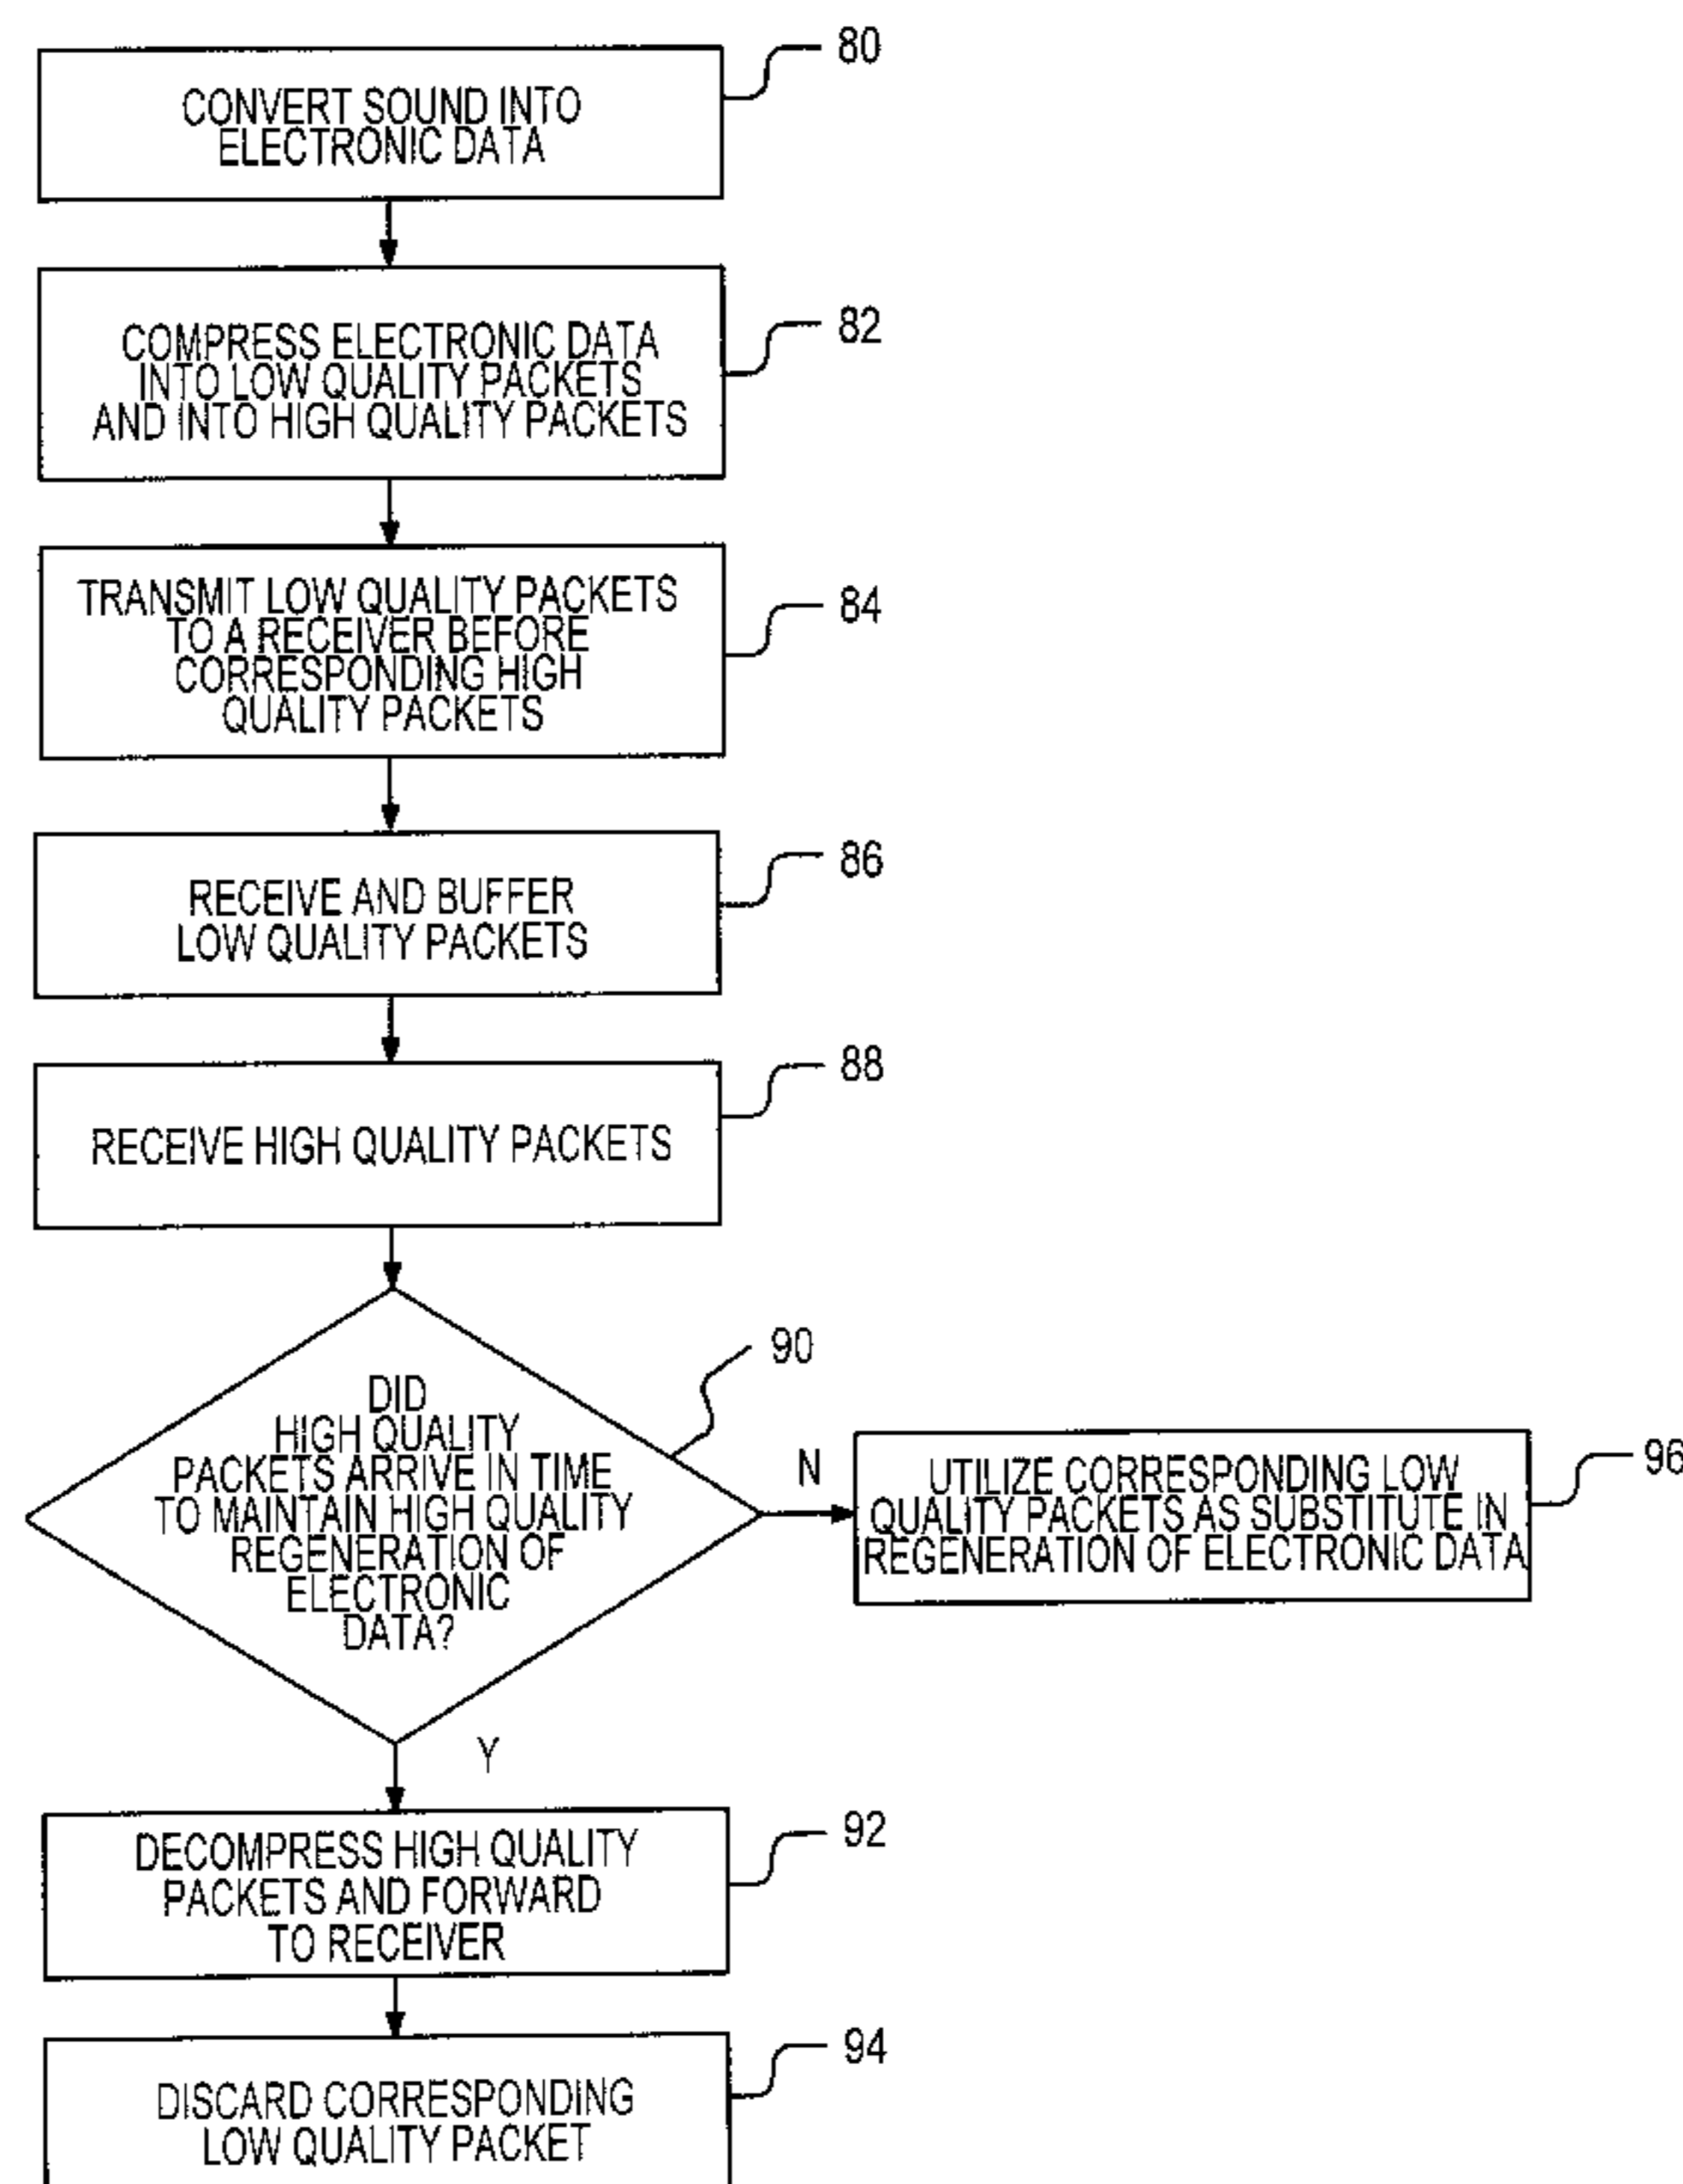 80
CONVERT SOUND INTO
ELECTRONIC DATA
82
COMPRESS ELECTRONIC DATA
INTO LOW QUALITY PACKETS
AND INTO HIGH QUALITY PACKETS
84
TRANSMIT LOW QUALITY PACKETS
TO A RECEIVER BEFORE
CORRESPONDING HIGH
QUALITY PACKETS
86
RECEIVE AND BUFFER
LOW QUALITY PACKETS
88
RECEIVE HIGH QUALITY PACKETS
90
DID
HIGH QUALITY
PACKETS ARRIVE IN TIME
TO MAINTAIN HIGH QUALITY
REGENERATION OF
ELECTRONIC
DATA?
N
96
UTILIZE CORRESPONDING LOW
QUALITY PACKETS AS SUBSTITUTE IN
REGENERATION OF ELECTRONIC DATA
Y
92
DECOMPRESS HIGH QUALITY
PACKETS AND FORWARD
TO RECEIVER
94
DISCARD CORRESPONDING
LOW QUALITY PACKET